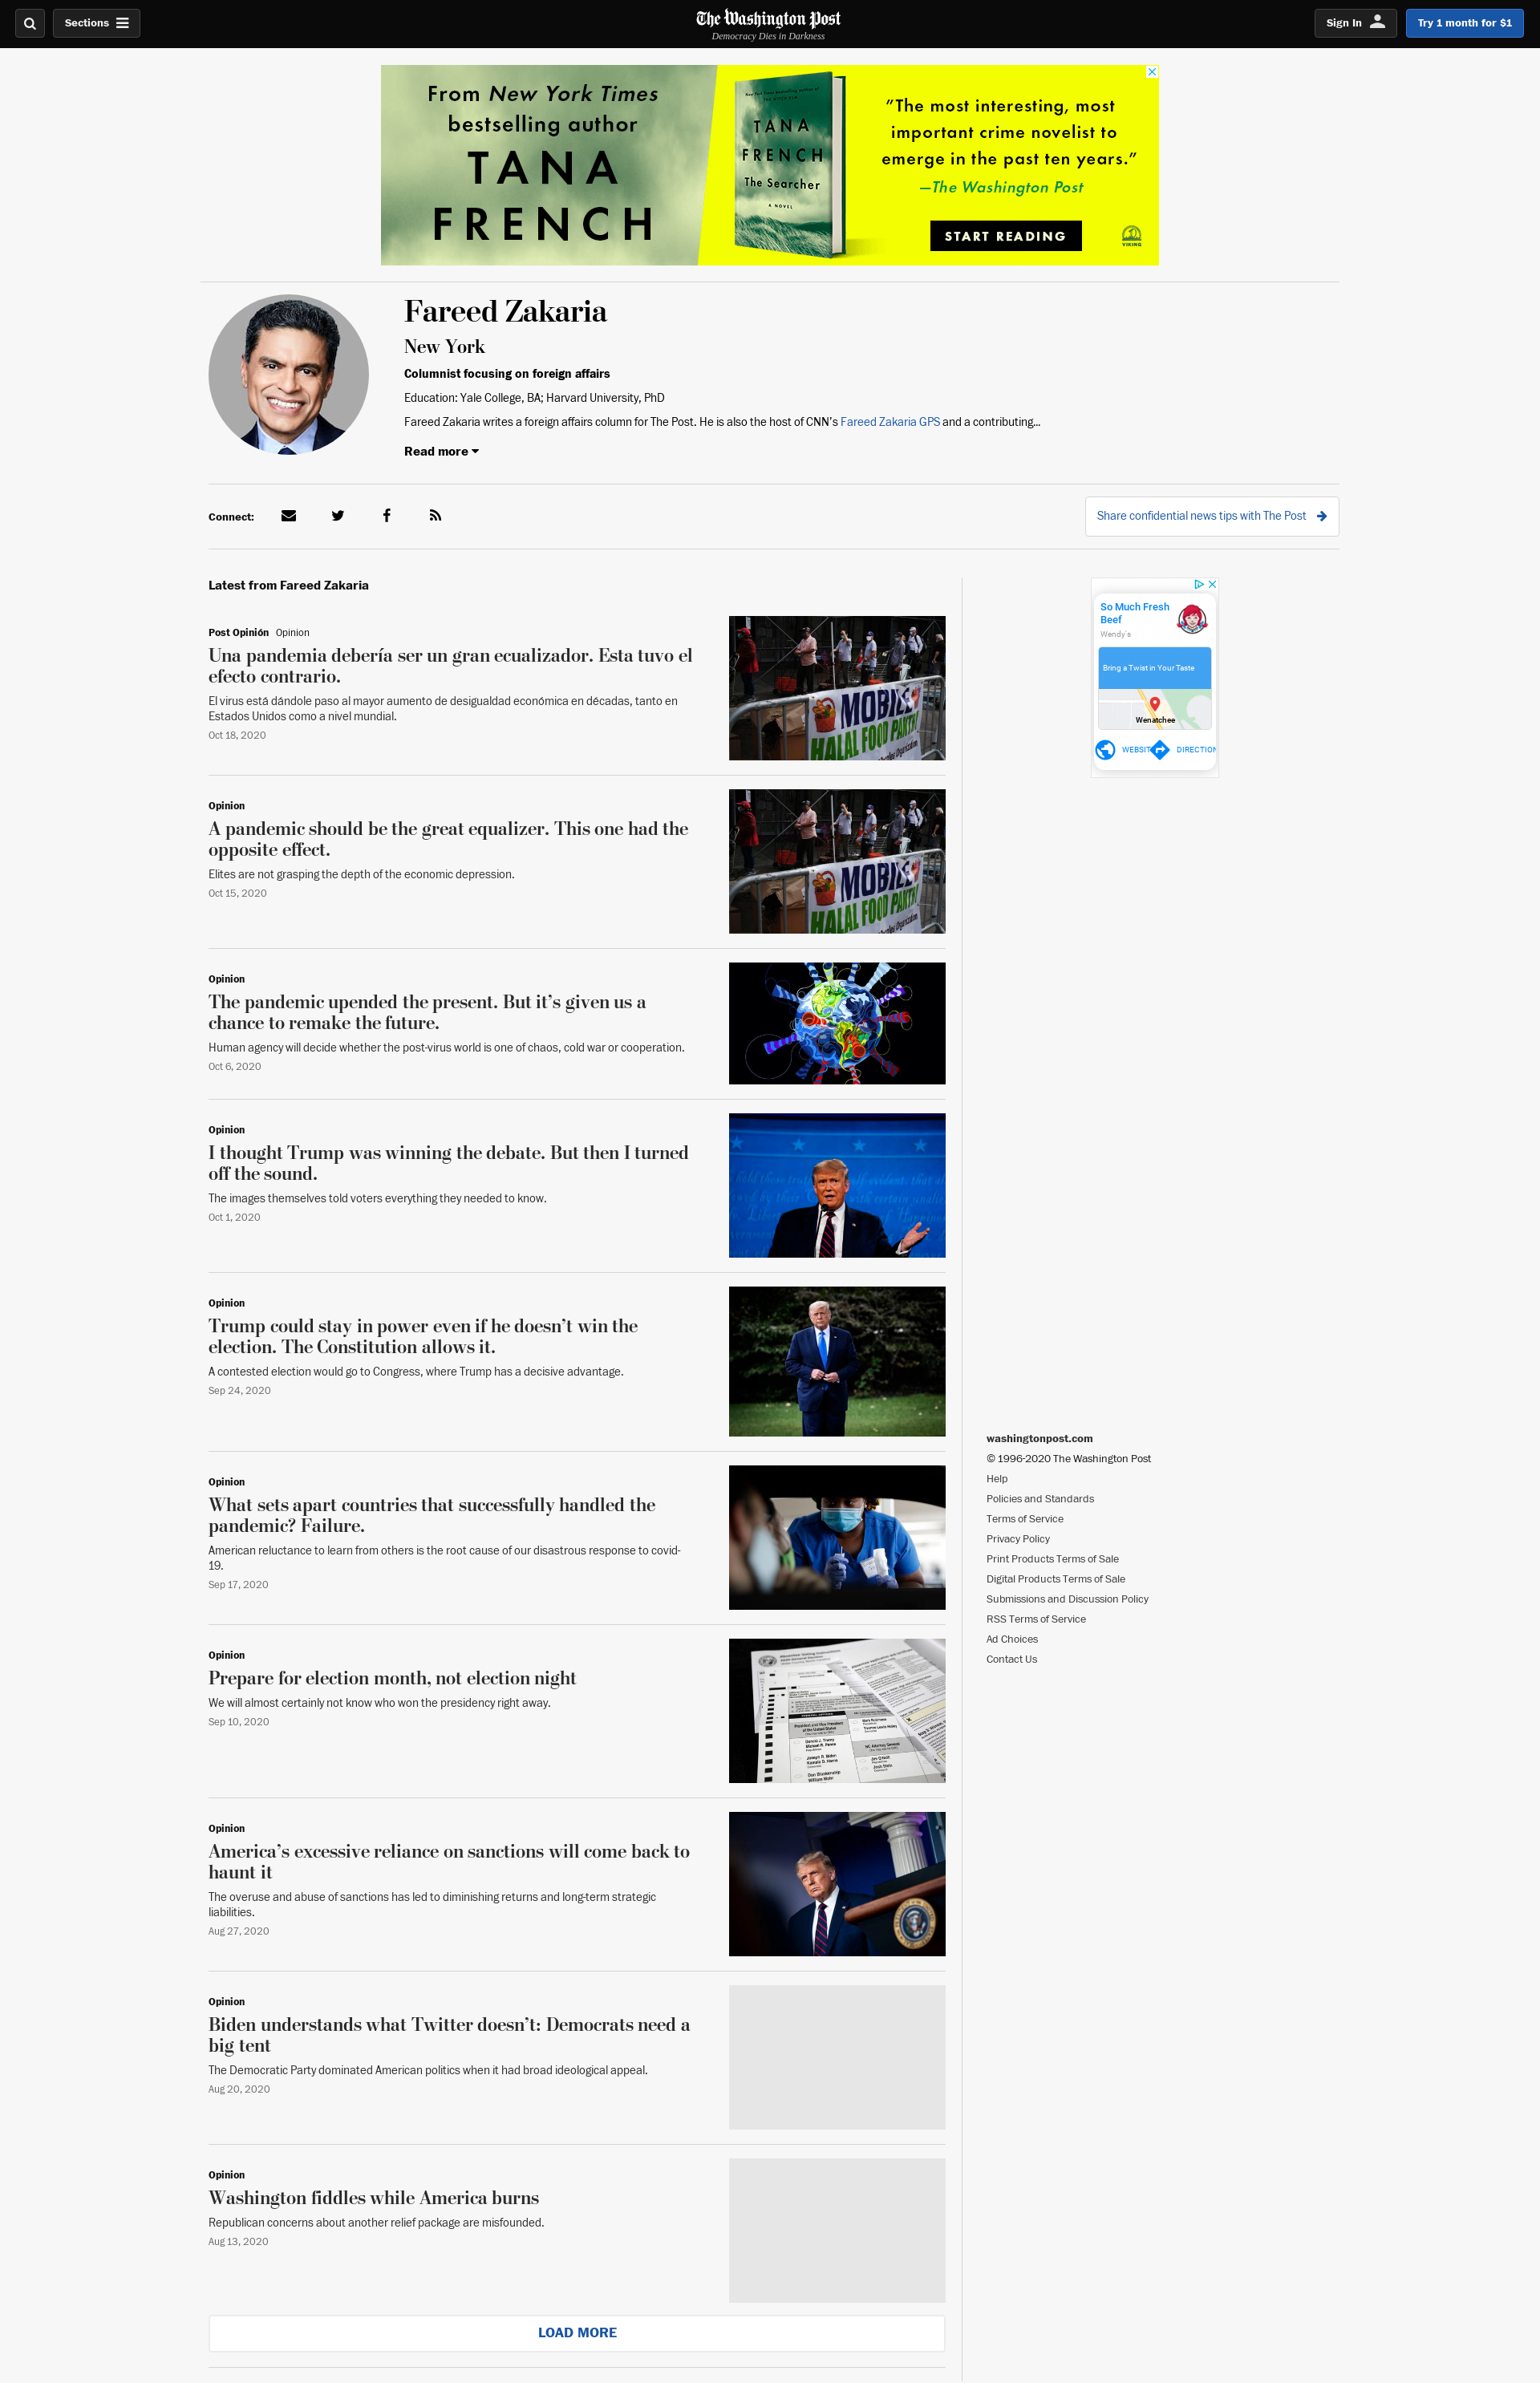 Sections
The Washington Post
Democracy Dies in Darkness
Sign In
Try 1 month for $1
From New York Times
bestselling author
TANA
FRENCH
New York Times bestselling author of
TANA
FRENCH
The Searcher
A NOVEL
"The most interesting, most
important crime novelist to
emerge in the past ten years."
—The Washington Post
START READING
VIKING
Fareed Zakaria
New York
Columnist focusing on foreign affairs
Education: Yale College, BA; Harvard University, PhD
Fareed Zakaria writes a foreign affairs column for The Post. He is also the host of CNN's Fareed Zakaria GPS and a contributing...
Read more
Connect:
Share confidential news tips with The Post
Latest from Fareed Zakaria
Post Opinión Opinion
Una pandemia debería ser un gran ecualizador. Esta tuvo el
efecto contrario.
El virus está dándole paso al mayor aumento de desigualdad económica en décadas, tanto en
Estados Unidos como a nivel mundial.
Oct 18, 2020
MOBILE
HALAL FOOD PANTRY
Opinion
A pandemic should be the great equalizer. This one had the
opposite effect.
Elites are not grasping the depth of the economic depression.
Oct 15, 2020
MOBILE
HALAL FOOD PANTRY
Opinion
The pandemic upended the present. But it's given us a
chance to remake the future.
Human agency will decide whether the post-virus world is one of chaos, cold war or cooperation.
Oct 6, 2020
Opinion
I thought Trump was winning the debate. But then I turned
off the sound.
The images themselves told voters everything they needed to know.
Oct 1, 2020
Opinion
Trump could stay in power even if he doesn't win the
election. The Constitution allows it.
A contested election would go to Congress, where Trump has a decisive advantage.
Sep 24, 2020
Opinion
What sets apart countries that successfully handled the
pandemic? Failure.
American reluctance to learn from others is the root cause of our disastrous response to covid-
19.
Sep 17, 2020
Opinion
Prepare for election month, not election night
We will almost certainly not know who won the presidency right away.
Sep 10, 2020
Opinion
America's excessive reliance on sanctions will come back to
haunt it
The overuse and abuse of sanctions has led to diminishing returns and long-term strategic
liabilities.
Aug 27, 2020
Opinion
Biden understands what Twitter doesn't: Democrats need a
big tent
The Democratic Party dominated American politics when it had broad ideological appeal.
Aug 20, 2020
Opinion
Washington fiddles while America burns
Republican concerns about another relief package are misfounded.
Aug 13, 2020
LOAD MORE
So Much Fresh
Beef
Wendy's
Bring a Twist in Your Taste
Wenatchee
WEBSIT
DIRECTION
washingtonpost.com
© 1996-2020 The Washington Post
Help
Policies and Standards
Terms of Service
Privacy Policy
Print Products Terms of Sale
Digital Products Terms of Sale
Submissions and Discussion Policy
RSS Terms of Service
Ad Choices
Contact Us